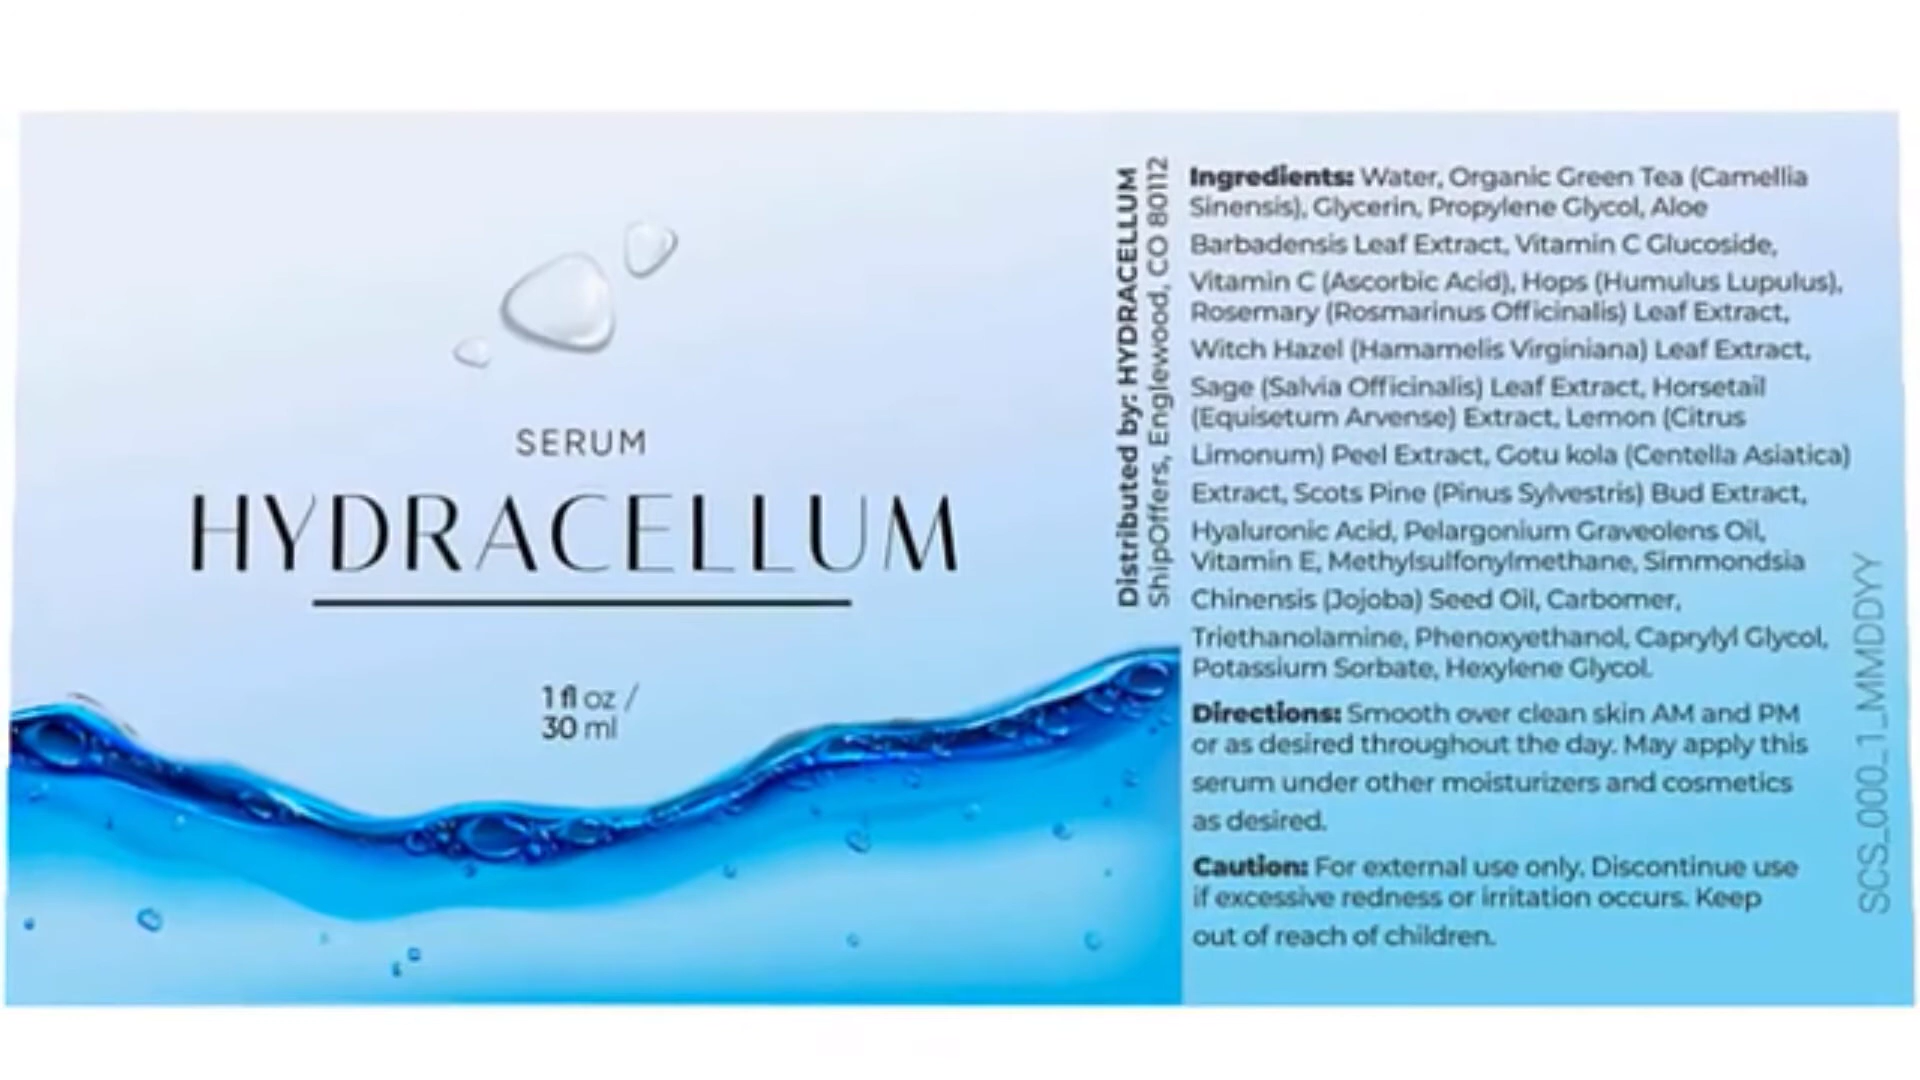 SERUM
HYDRACELLUM
1 fl oz /
30 ml
Distributed by: HYDRACELLUM
ShipOffers, Englewood, CO 80112
Ingredients: Water, Organic Green Tea (Camellia
Sinensis), Glycerin, Propylene Glycol, Aloe
Barbadensis Leaf Extract, Vitamin C Glucoside,
Vitamin C (Ascorbic Acid), Hops (Humulus Lupulus),
Rosemary (Rosmarinus Officinalis) Leaf Extract,
Witch Hazel (Hamamelis Virginiana) Leaf Extract,
Sage (Salvia Officinalis) Leaf Extract, Horsetail
(Equisetum Arvense) Extract, Lemon (Citrus
Limonum) Peel Extract, Gotu kola (Centella Asiatica)
Extract, Scots Pine (Pinus Sylvestris) Bud Extract,
Hyaluronic Acid, Pelargonium Graveolens Oil,
Vitamin E, Methylsulfonylmethane, Simmondsia
Chinensis (Jojoba) Seed Oil, Carbomer,
Triethanolamine, Phenoxyethanol, Caprylyl Glycol,
Potassium Sorbate, Hexylene Glycol.
Directions: Smooth over clean skin AM and PM
or as desired throughout the day. May apply this
serum under other moisturizers and cosmetics
as desired.
Caution: For external use only. Discontinue use
if excessive redness or irritation occurs. Keep
out of reach of children.
SCS_000_1_MMDDYY